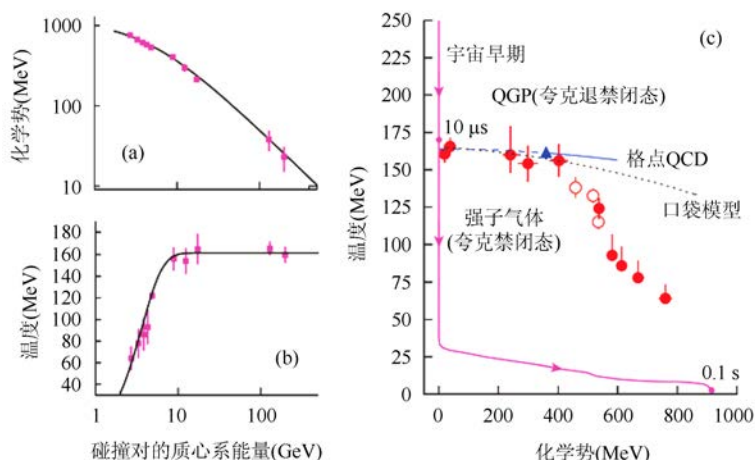 化学势(MeV)
1000
100
10
(a)
温度(MeV)
180
160
140
120
100
80
60
40
(b)
1
10
100
碰撞对的质心系能量(GeV)
温度(MeV)
250
225
200
175
150
125
100
75
50
25
0
(c)
宇宙早期
QGP(夸克退禁闭态)
10 μs
格点QCD
口袋模型
强子气体
(夸克禁闭态)
0.1 s
0
200
400
600
800
1000
化学势(MeV)